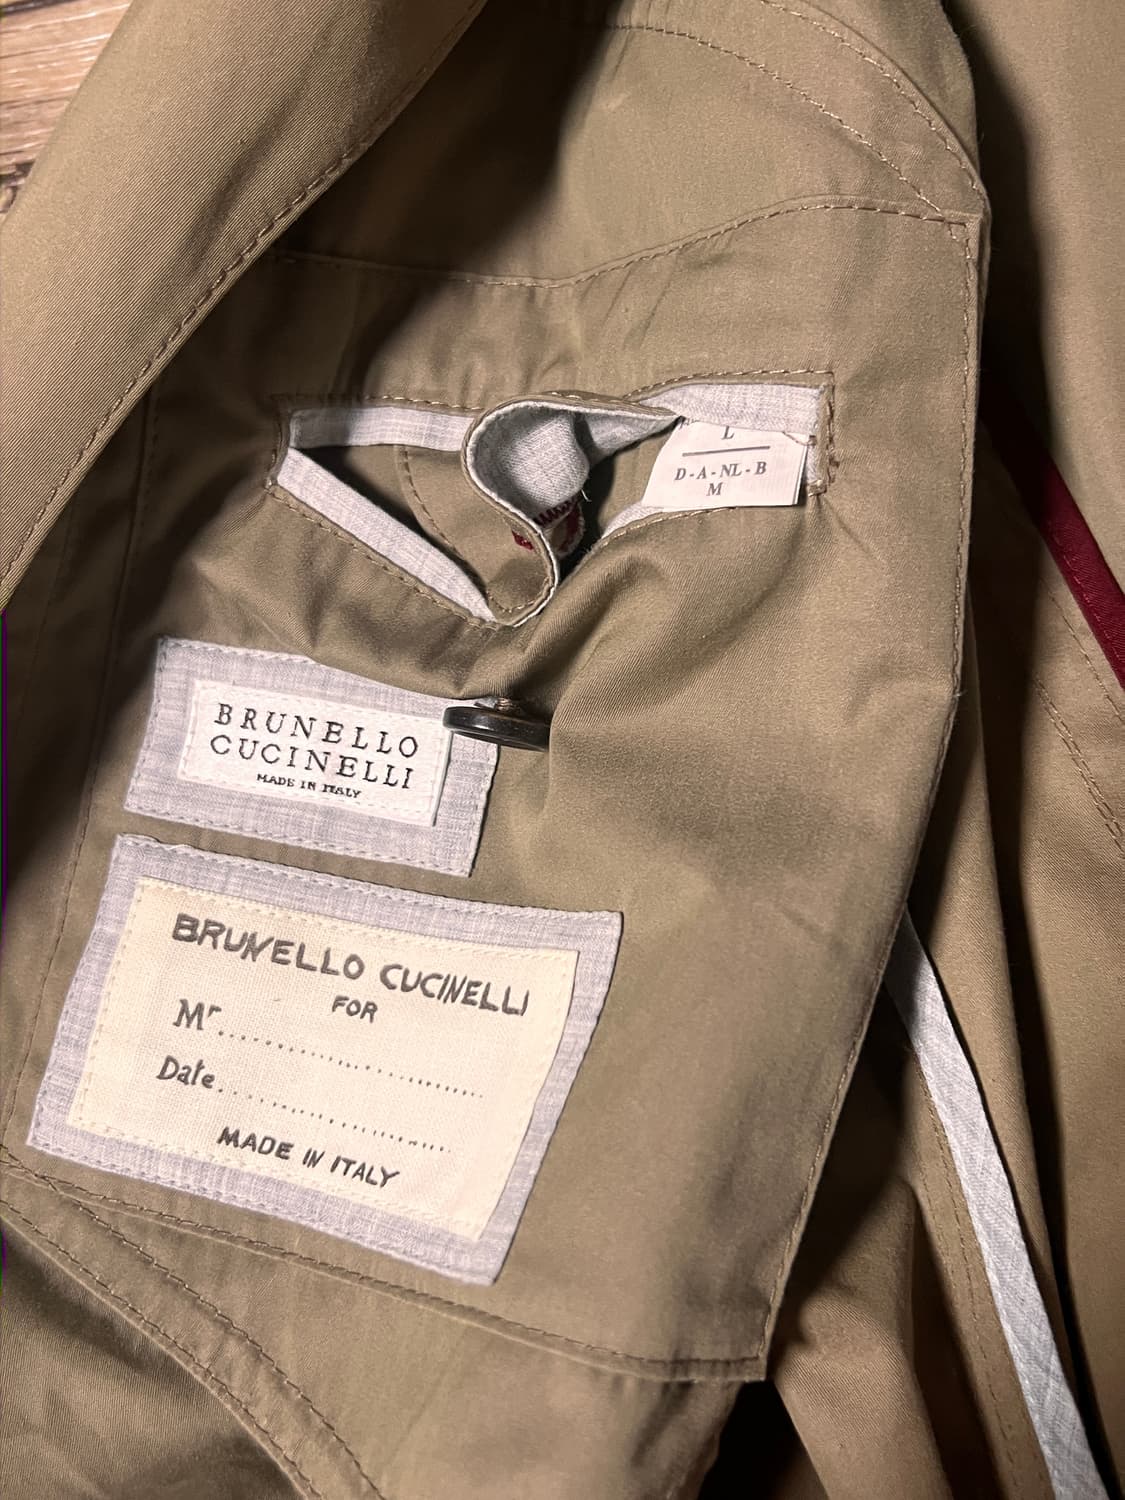 L
D - A - NL - B
M
BRUNELLO
CUCINELLI
MADE IN ITALY
BRUNELLO CUCINELLI
FOR
Mr.
Date
MADE IN ITALY